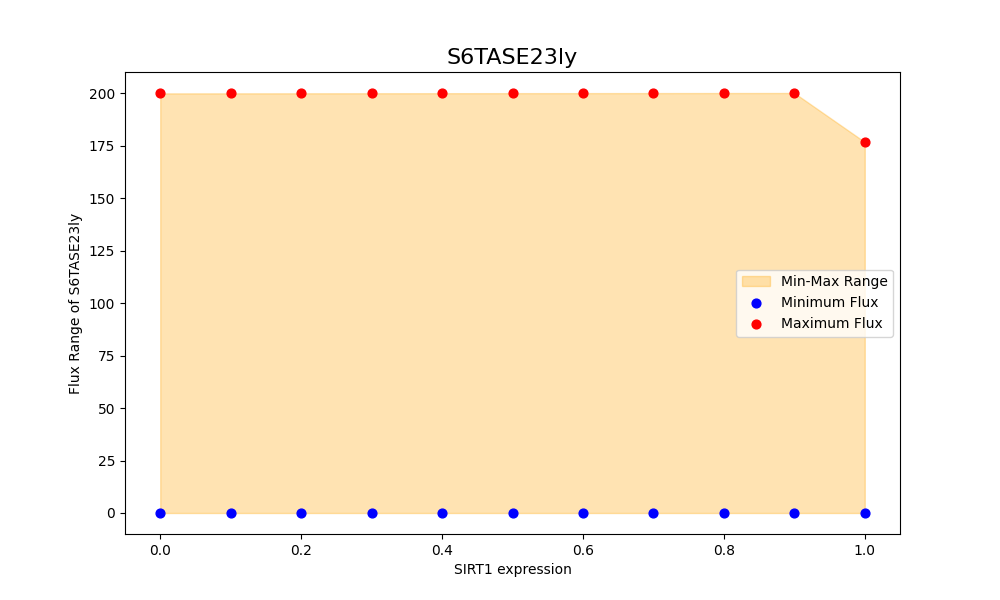 S6TASE23ly
Flux Range of S6TASE23ly
200
175
150
125
100
75
50
25
0
Min-Max Range
Minimum Flux
Maximum Flux
0.0 0.2 0.4 0.6 0.8 1.0
SIRT1 expression